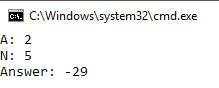 C:\Windows\system32\cmd.exe
A: 2
N: 5
Answer: -29